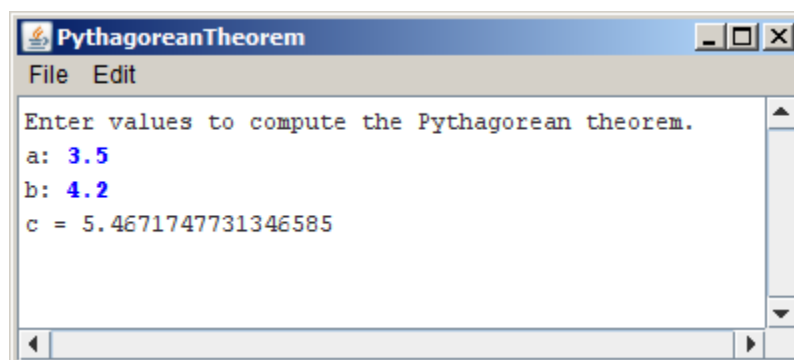 PythagoreanTheorem
File Edit
Enter values to compute the Pythagorean theorem.
a: 3.5
b: 4.2
c = 5.4671747731346585